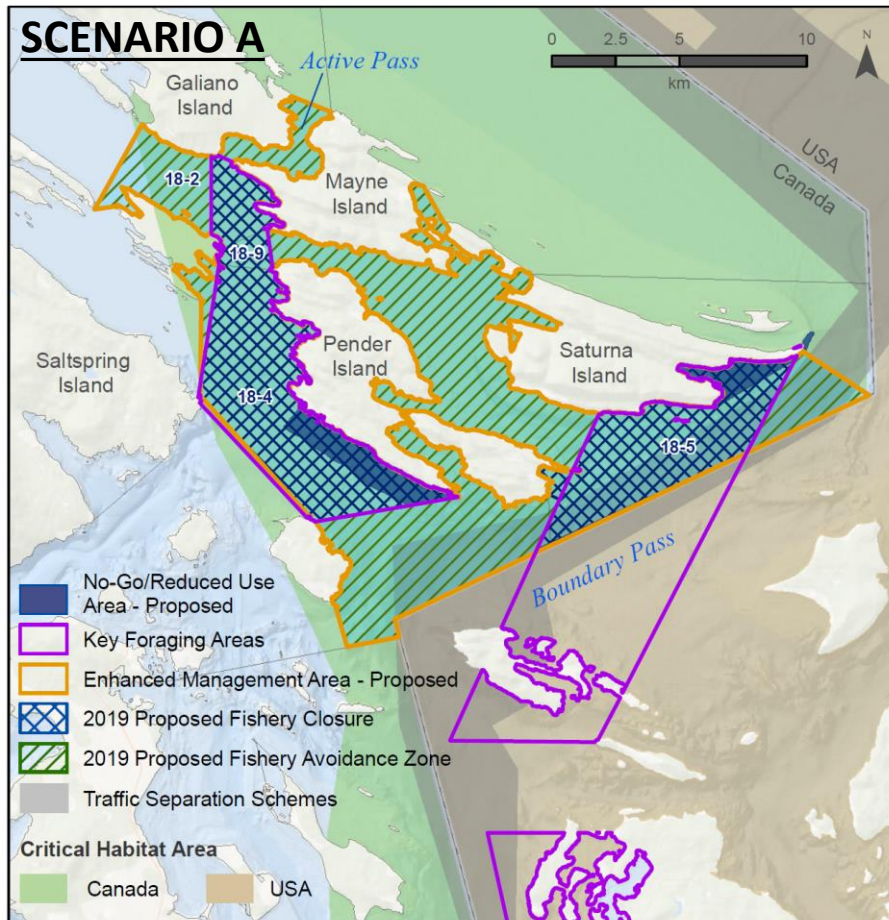 SCENARIO A
0 2.5 5 10
km
N
Active Pass
Galiano
Island
USA
Canada
18-2
Mayne
Island
18-9
Pender
Island
Saturna
Island
Saltspring
Island
18-4
18-5
Boundary Pass
No-Go/Reduced Use
Area - Proposed
Key Foraging Areas
Enhanced Management Area - Proposed
2019 Proposed Fishery Closure
2019 Proposed Fishery Avoidance Zone
Traffic Separation Schemes
Critical Habitat Area
Canada USA